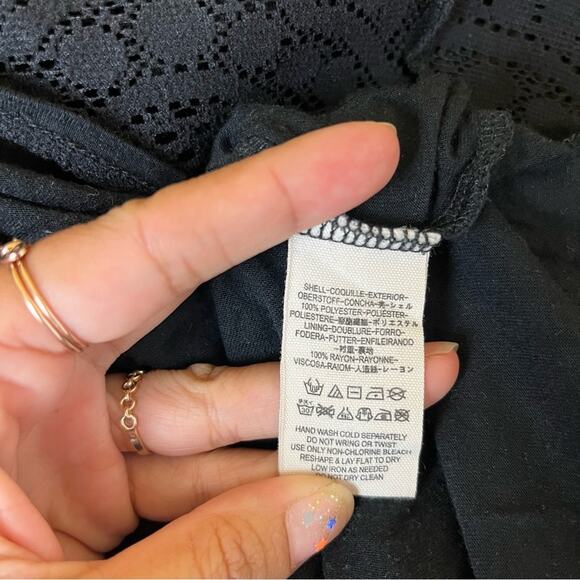 SHELL-COQUILLE-EXTERIOR-
OBERSTOFF-CONCHA-壳-シェル
100% POLYESTER-POLIÉSTER-
POLIESTERE-聚酯纖維-ポリエステル
LINING-DOUBLURE-FORRO-
FODERA-FUTTER-ENFILEIRANDO
-衬里-裏地
100% RAYON-RAYONNE-
VISCOSA-RAIOM-人造絲-レーヨン
HAND WASH COLD SEPARATELY
DO NOT WRING OR TWIST
USE ONLY NON-CHLORINE BLEACH
RESHAPE & LAY FLAT TO DRY
LOW IRON AS NEEDED
DO NOT DRY CLEAN